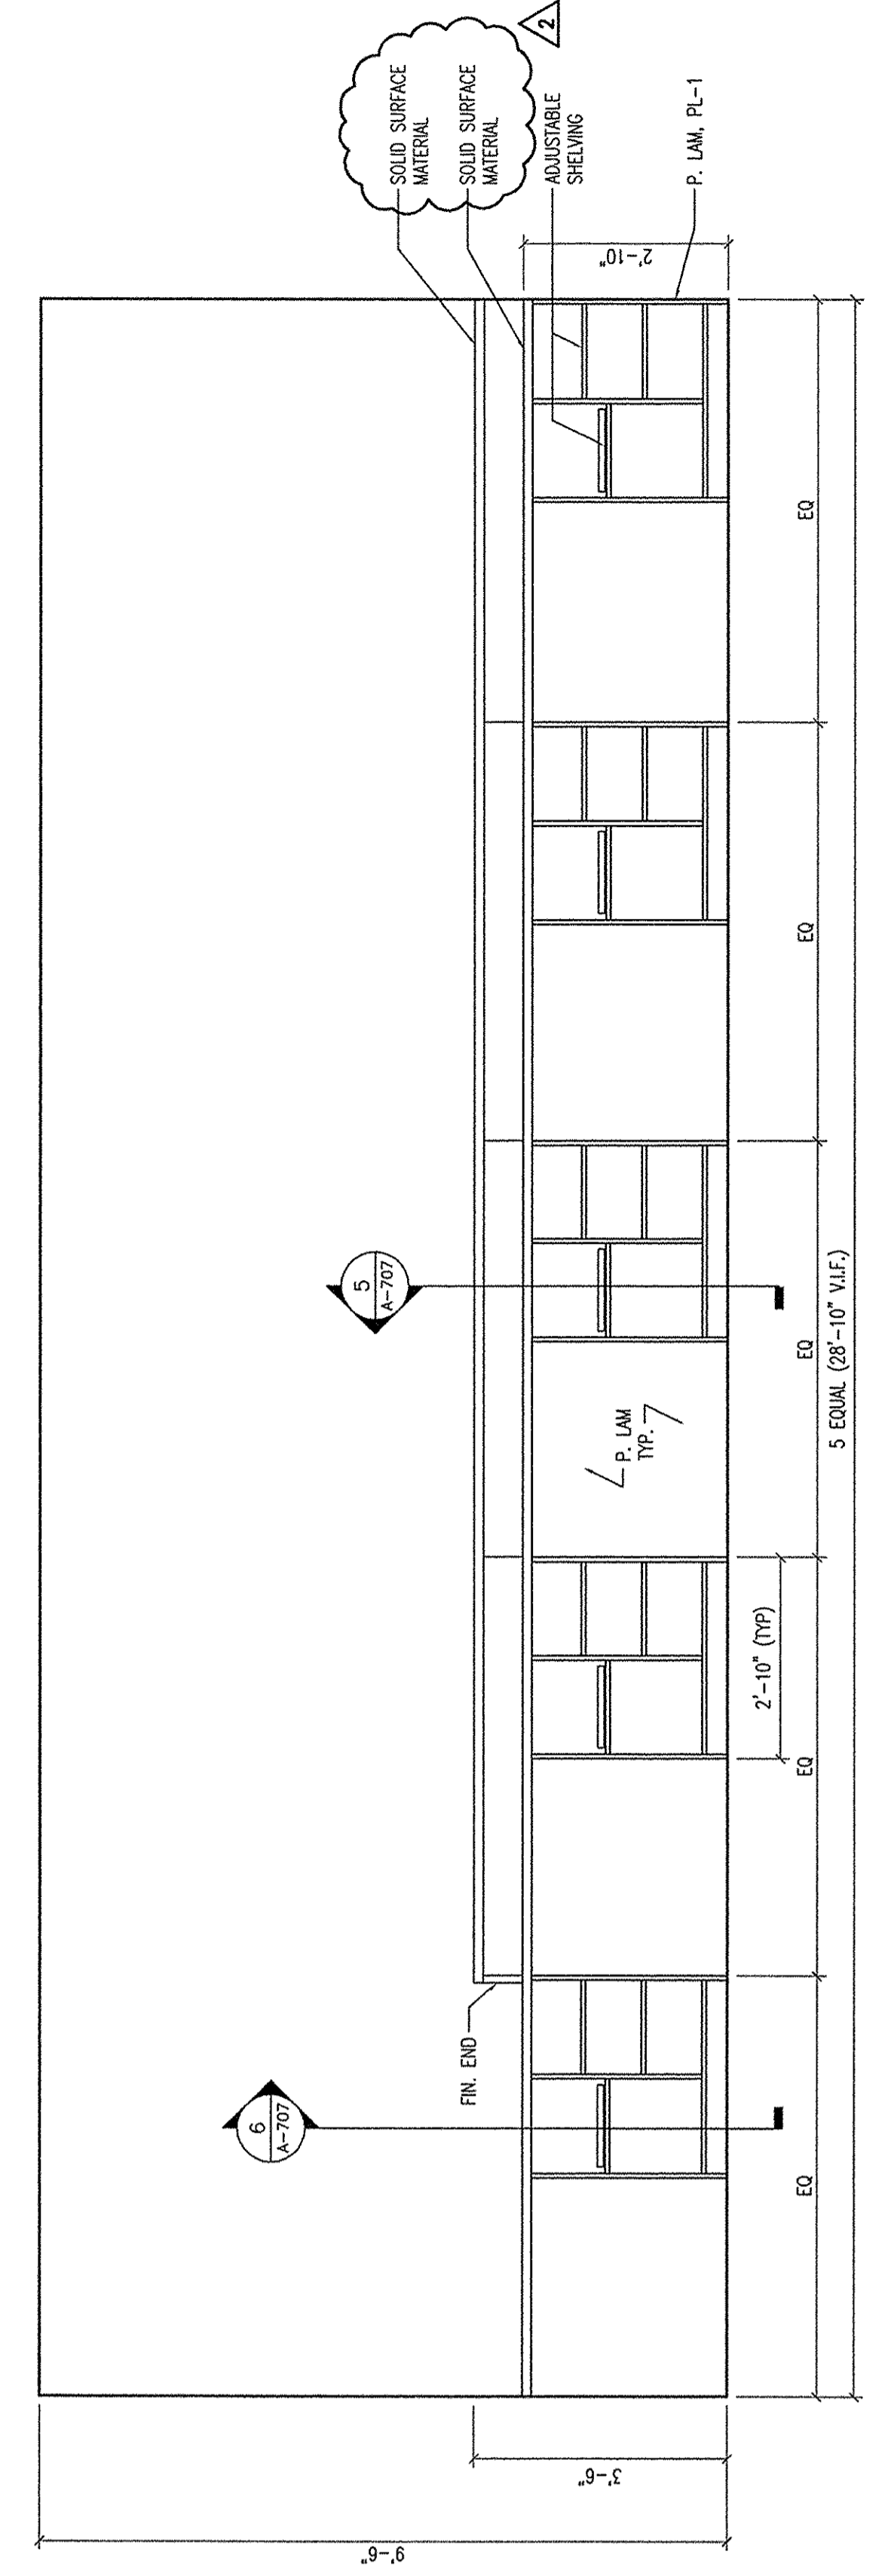 SOLID SURFACE
MATERIAL
SOLID SURFACE
MATERIAL
2
ADJUSTABLE
SHELVING
P. LAM, PL-1
2'-10"
5
A-707
6
A-707
FIN. END
P. LAM
TYP.
9'-6"
3'-6"
2'-10" (TYP)
EQ
EQ
EQ
EQ
EQ
5 EQUAL (28'-10" V.I.F.)